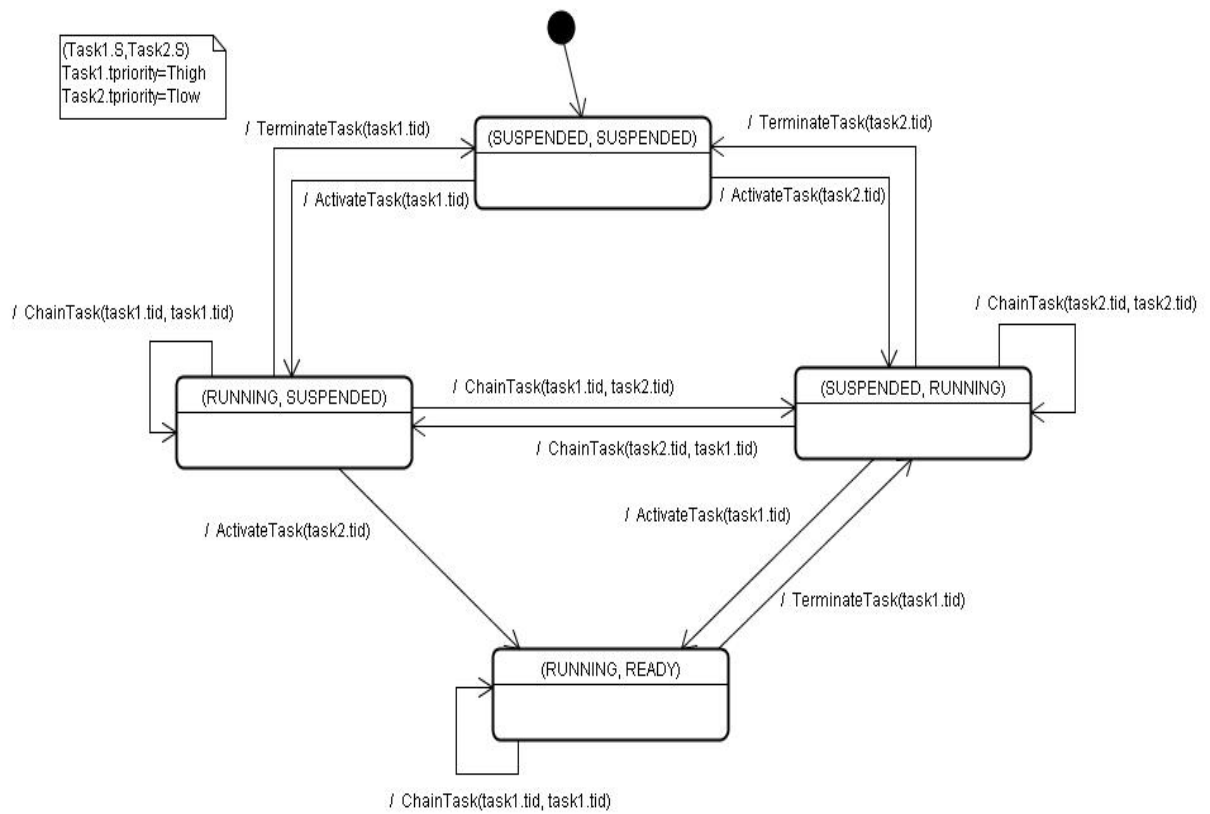 (Task1.S,Task2.S)
Task1.tpriority=Thigh
Task2.tpriority=Tlow
/ TerminateTask(task1.tid)
/ TerminateTask(task2.tid)
(SUSPENDED, SUSPENDED)
/ ActivateTask(task1.tid)
/ ActivateTask(task2.tid)
/ ChainTask(task1.tid, task1.tid)
/ ChainTask(task2.tid, task2.tid)
(RUNNING, SUSPENDED)
/ ChainTask(task1.tid, task2.tid)
(SUSPENDED, RUNNING)
/ ChainTask(task2.tid, task1.tid)
/ ActivateTask(task2.tid)
/ ActivateTask(task1.tid)
/ TerminateTask(task1.tid)
(RUNNING, READY)
/ ChainTask(task1.tid, task1.tid)